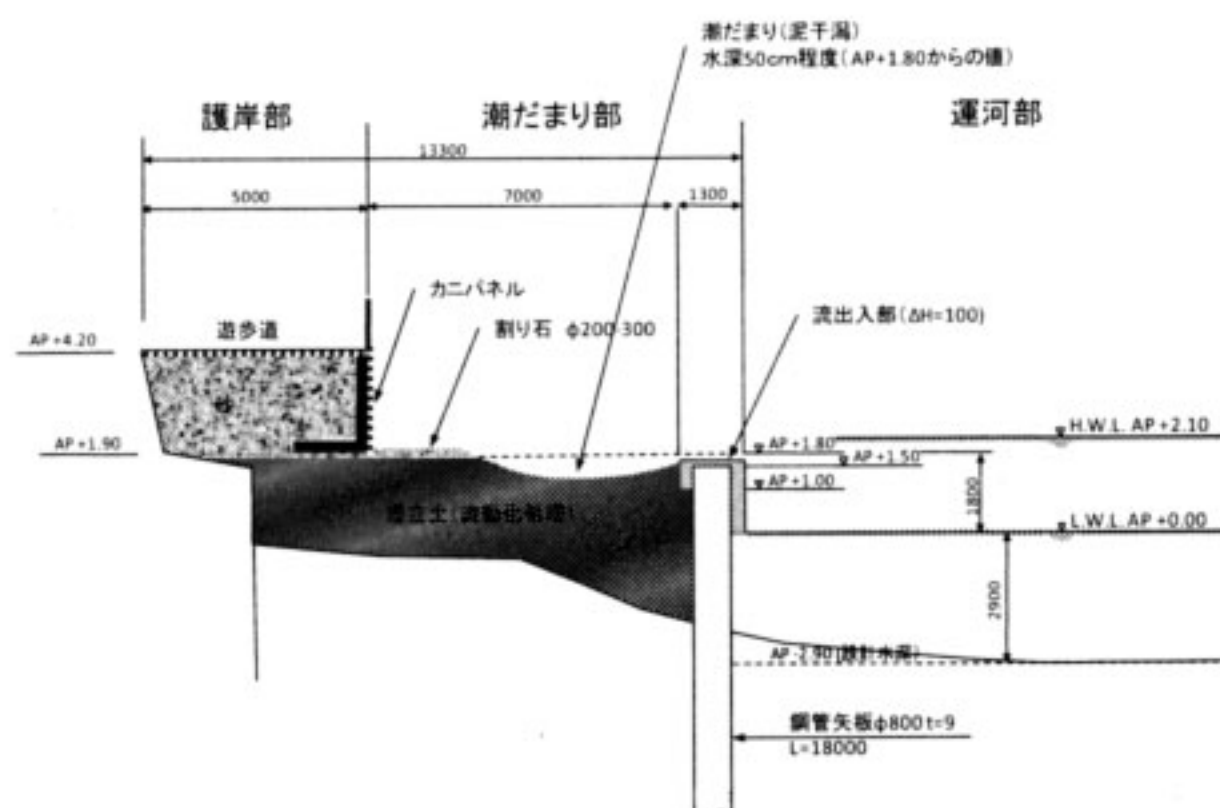 潮だまり(泥干潟)
水深50cm程度(AP+1.80からの値)
護岸部
潮だまり部
運河部
13300
5000
7000
1300
カニパネル
割り石 φ200-300
流出入部(ΔH=100)
遊歩道
AP+4.20
H.W.L. AP+2.10
AP+1.90
AP+1.80
AP+1.50
AP+1.00
1800
L.W.L. AP+0.00
2900
AP-2.90(設計水深)
鋼管矢板φ800 t=9
L=18000